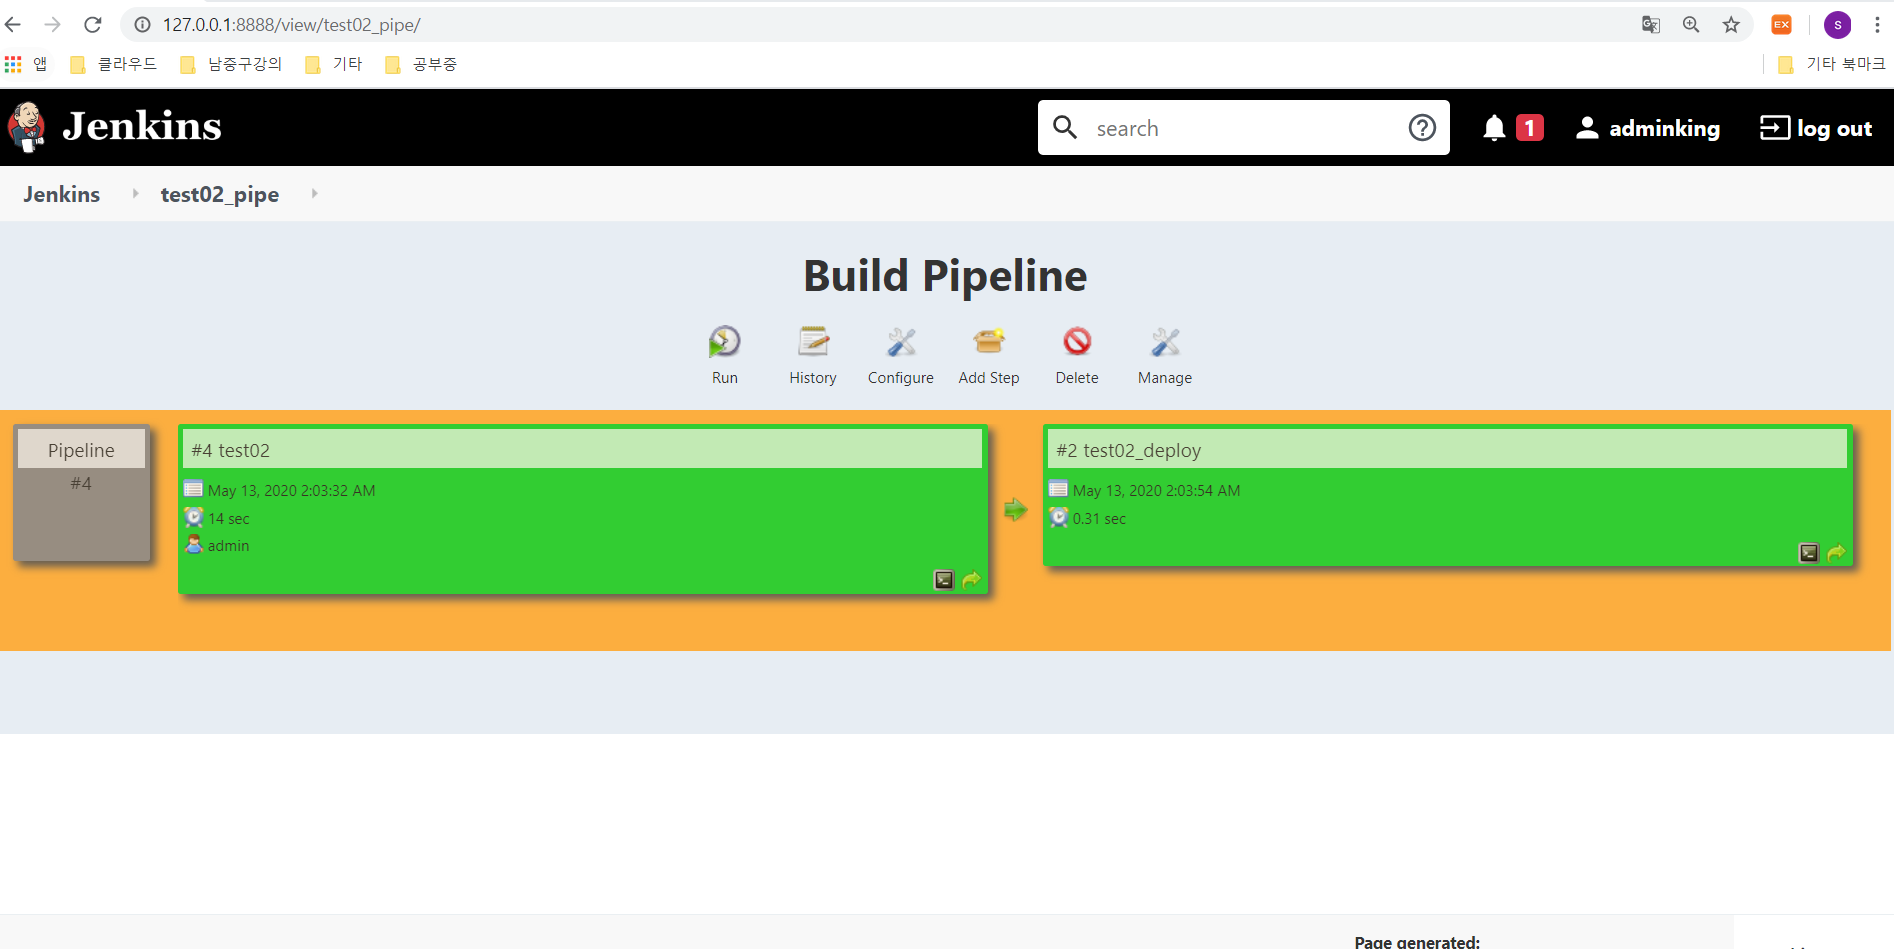 127.0.0.1:8888/view/test02_pipe/
EX
s
앱 클라우드 남중구강의 기타 공부중 기타 북마크
Jenkins search 1 adminking log out
Jenkins test02_pipe
Build Pipeline
Run History Configure Add Step Delete Manage
Pipeline
#4
#4 test02
May 13, 2020 2:03:32 AM
14 sec
admin
#2 test02_deploy
May 13, 2020 2:03:54 AM
0.31 sec
Page generated: